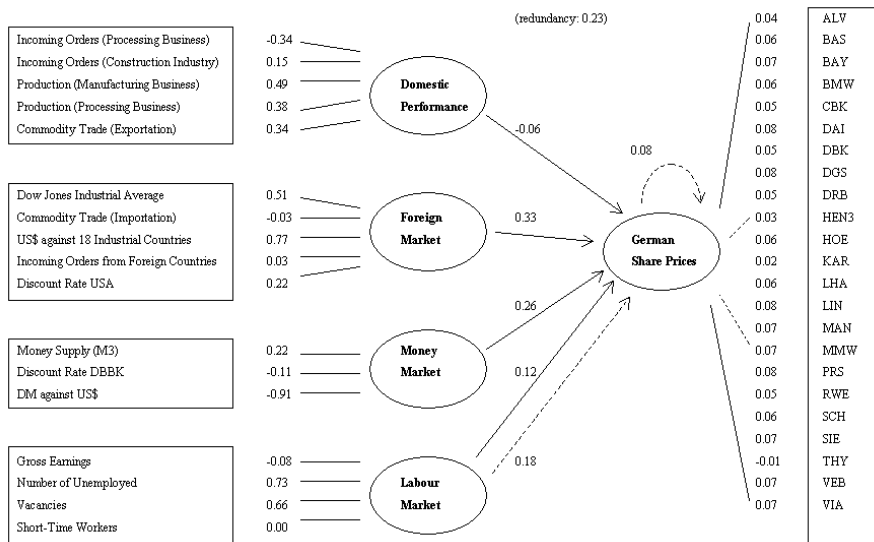 (redundancy: 0.23)
Incoming Orders (Processing Business) -0.34
Incoming Orders (Construction Industry) 0.15
Production (Manufacturing Business) 0.49
Production (Processing Business) 0.38
Commodity Trade (Exportation) 0.34
Domestic
Performance
-0.06
Dow Jones Industrial Average 0.51
Commodity Trade (Importation) -0.03
US$ against 18 Industrial Countries 0.77
Incoming Orders from Foreign Countries 0.03
Discount Rate USA 0.22
Foreign
Market
0.33
Money Supply (M3) 0.22
Discount Rate DBBK -0.11
DM against US$ -0.91
Money
Market
0.26
Gross Earnings -0.08
Number of Unemployed 0.73
Vacancies 0.66
Short-Time Workers 0.00
Labour
Market
0.12
0.18
0.08
German
Share Prices
0.04 ALV
0.06 BAS
0.07 BAY
0.06 BMW
0.05 CBK
0.08 DAI
0.05 DBK
0.08 DGS
0.05 DRB
0.03 HEN3
0.06 HOE
0.02 KAR
0.06 LHA
0.08 LIN
0.07 MAN
0.07 MMW
0.08 PRS
0.05 RWE
0.06 SCH
0.07 SIE
-0.01 THY
0.07 VEB
0.07 VIA